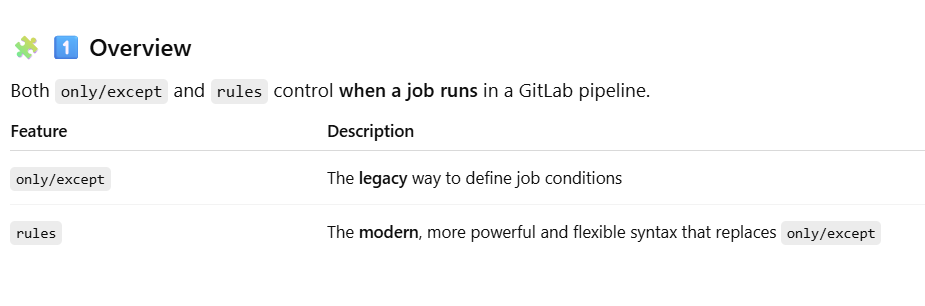 🧩 1️⃣ Overview
Both only/except and rules control when a job runs in a GitLab pipeline.
Feature Description
only/except The legacy way to define job conditions
rules The modern, more powerful and flexible syntax that replaces only/except